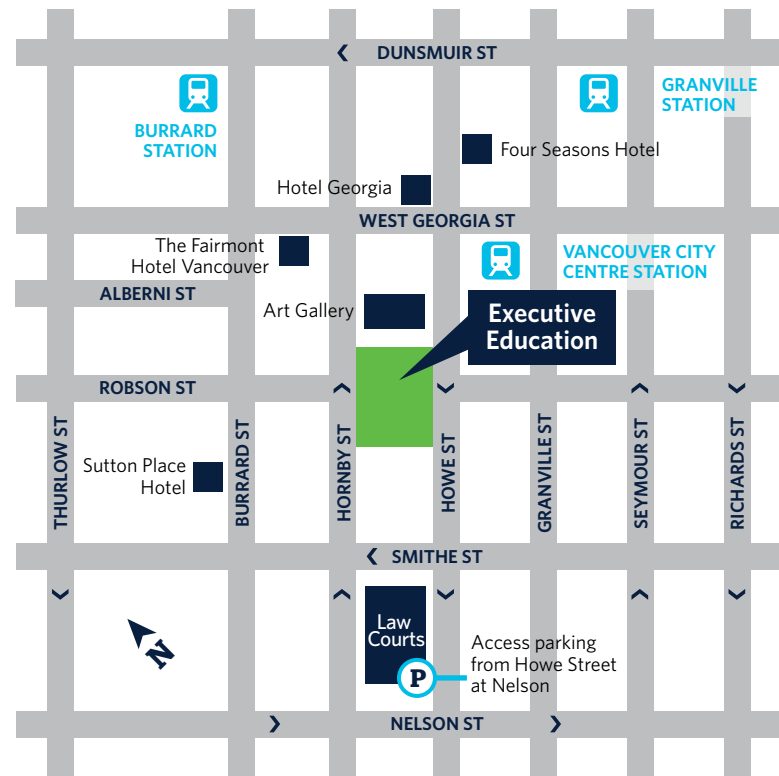 DUNSMUIR ST
BURRARD
STATION
GRANVILLE
STATION
Four Seasons Hotel
Hotel Georgia
WEST GEORGIA ST
The Fairmont
Hotel Vancouver
VANCOUVER CITY
CENTRE STATION
ALBERNI ST
Art Gallery
Executive
Education
ROBSON ST
THURLOW ST
BURRARD ST
HORNBY ST
HOWE ST
GRANVILLE ST
SEYMOUR ST
RICHARDS ST
Sutton Place
Hotel
SMITHE ST
N
Law
Courts
P
Access parking
from Howe Street
at Nelson
NELSON ST